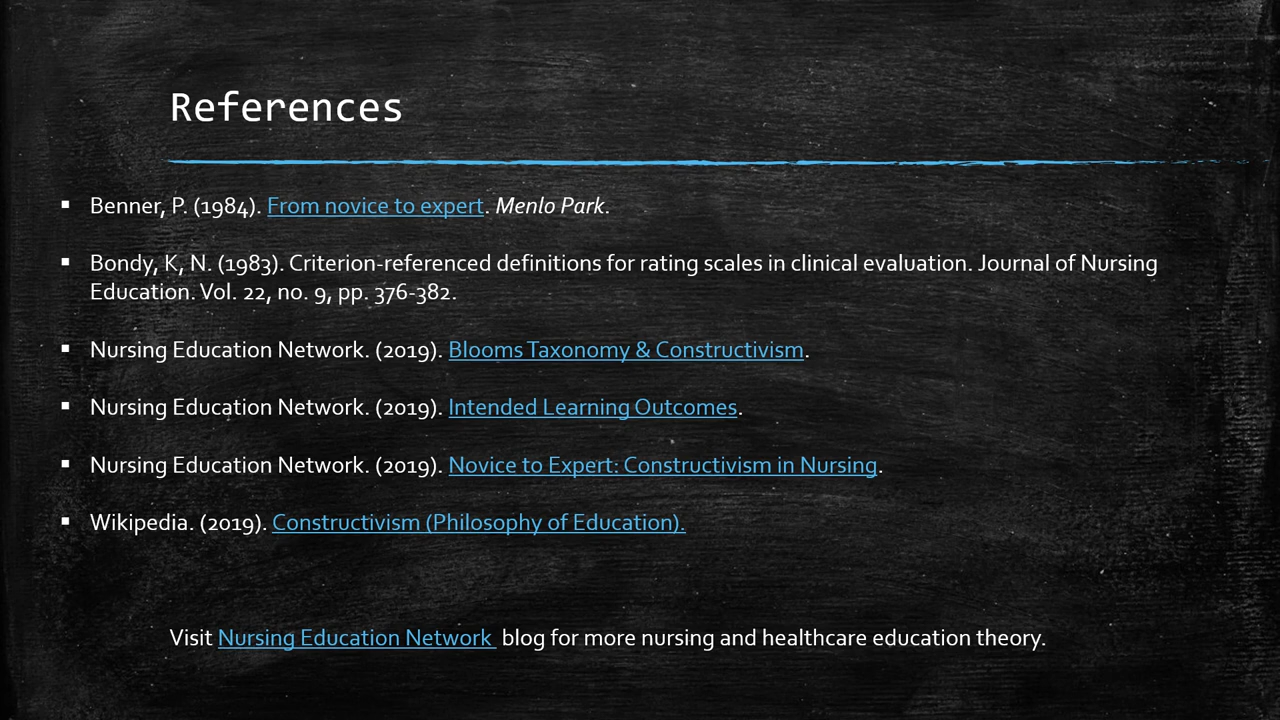 References
▪ Benner, P. (1984). From novice to expert. Menlo Park.
▪ Bondy, K, N. (1983). Criterion-referenced definitions for rating scales in clinical evaluation. Journal of Nursing
Education. Vol. 22, no. 9, pp. 376-382.
▪ Nursing Education Network. (2019). Blooms Taxonomy & Constructivism.
▪ Nursing Education Network. (2019). Intended Learning Outcomes.
▪ Nursing Education Network. (2019). Novice to Expert: Constructivism in Nursing.
▪ Wikipedia. (2019). Constructivism (Philosophy of Education).
Visit Nursing Education Network blog for more nursing and healthcare education theory.